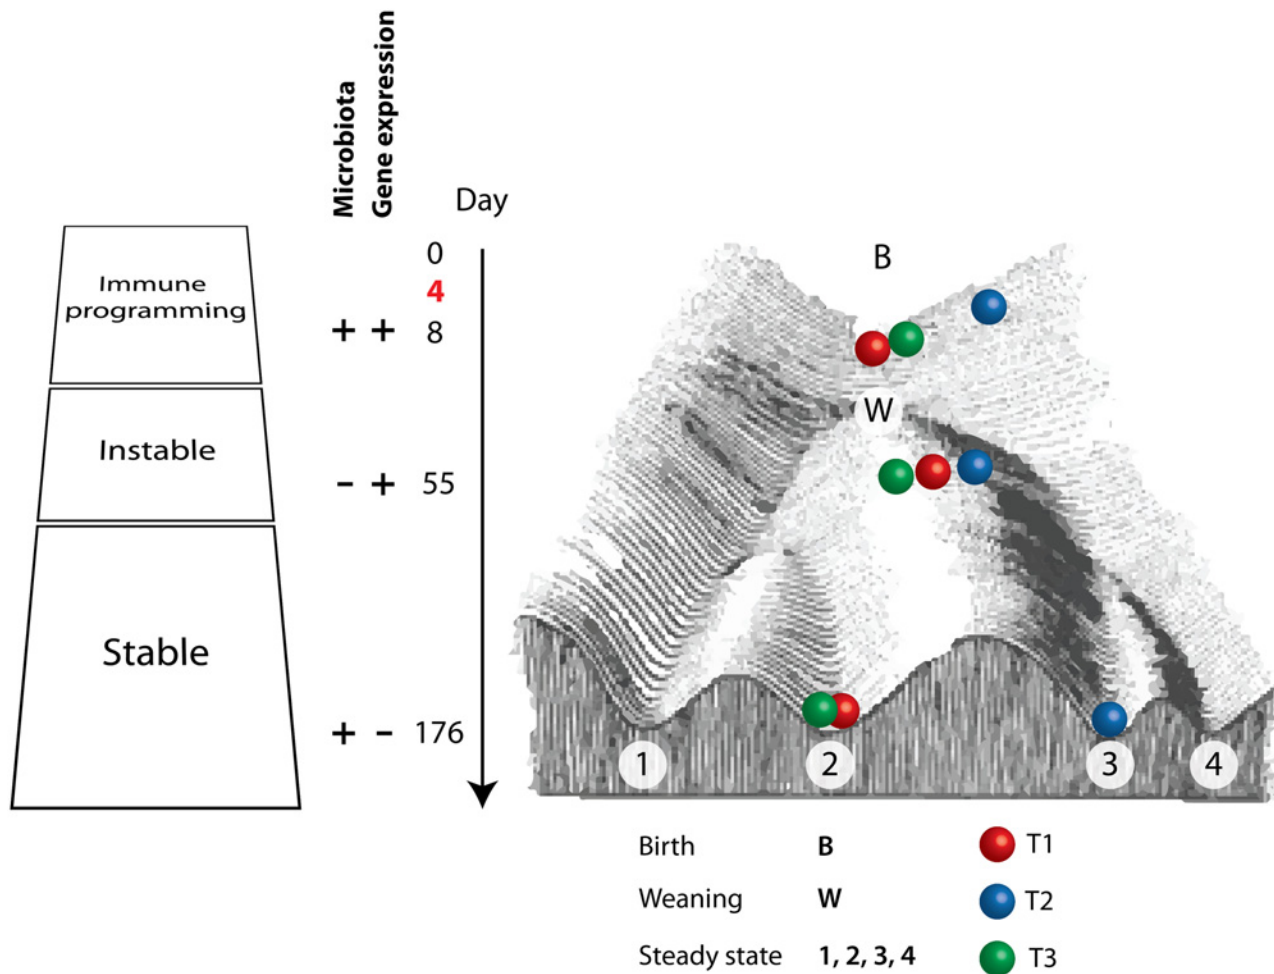 Microbiota
Gene expression
Day
0
4
+ + 8
- + 55
+ - 176
Immune
programming
Instable
Stable
B
W
1 2 3 4
Birth B T1
Weaning W T2
Steady state 1, 2, 3, 4 T3